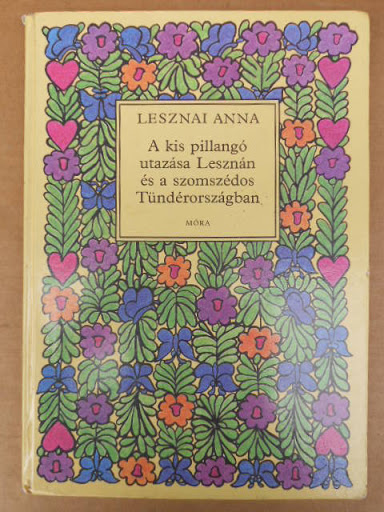 LESZNAI ANNA
A kis pillangó
utazása Lesznán
és a szomszédos
Tündérországban
MÓRA